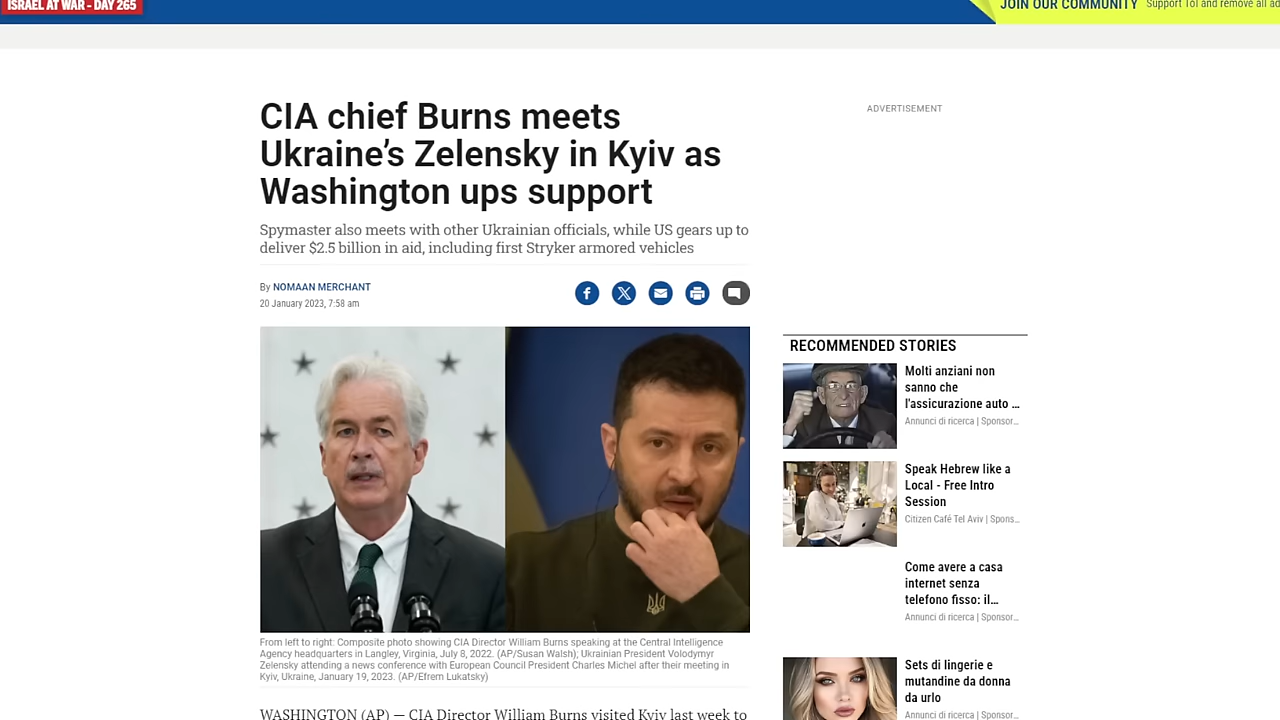 ISRAEL AT WAR - DAY 265
JOIN OUR COMMUNITY Support ToI and remove all
CIA chief Burns meets
Ukraine’s Zelensky in Kyiv as
Washington ups support
Spymaster also meets with other Ukrainian officials, while US gears up to
deliver $2.5 billion in aid, including first Stryker armored vehicles
By NOMAAN MERCHANT
20 January 2023, 7:58 am
From left to right: Composite photo showing CIA Director William Burns speaking at the Central Intelligence
Agency headquarters in Langley, Virginia, July 8, 2022. (AP/Susan Walsh); Ukrainian President Volodymyr
Zelensky attending a news conference with European Council President Charles Michel after their meeting in
Kyiv, Ukraine, January 19, 2023. (AP/Efrem Lukatsky)
WASHINGTON (AP) — CIA Director William Burns visited Kyiv last week to
ADVERTISEMENT
RECOMMENDED STORIES
Molti anziani non
sanno che
l'assicurazione auto ...
Annunci di ricerca | Sponsor...
Speak Hebrew like a
Local - Free Intro
Session
Citizen Café Tel Aviv | Spons...
Come avere a casa
internet senza
telefono fisso: il...
Annunci di ricerca | Sponsor...
Sets di lingerie e
mutandine da donna
da urlo
Annunci di ricerca | Sponsor...